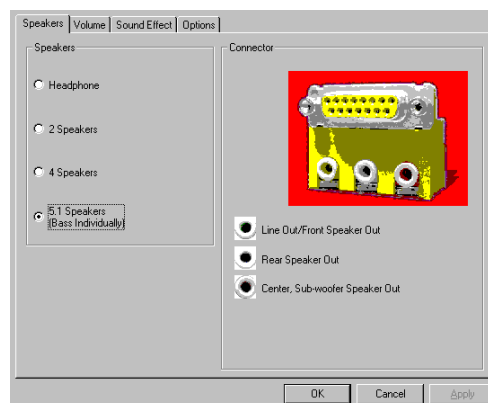 Speakers Volume Sound Effect Options
Speakers
Headphone
2 Speakers
4 Speakers
5.1 Speakers
(Bass Individually)
Connector
Line Out/Front Speaker Out
Rear Speaker Out
Center, Sub-woofer Speaker Out
OK Cancel Apply